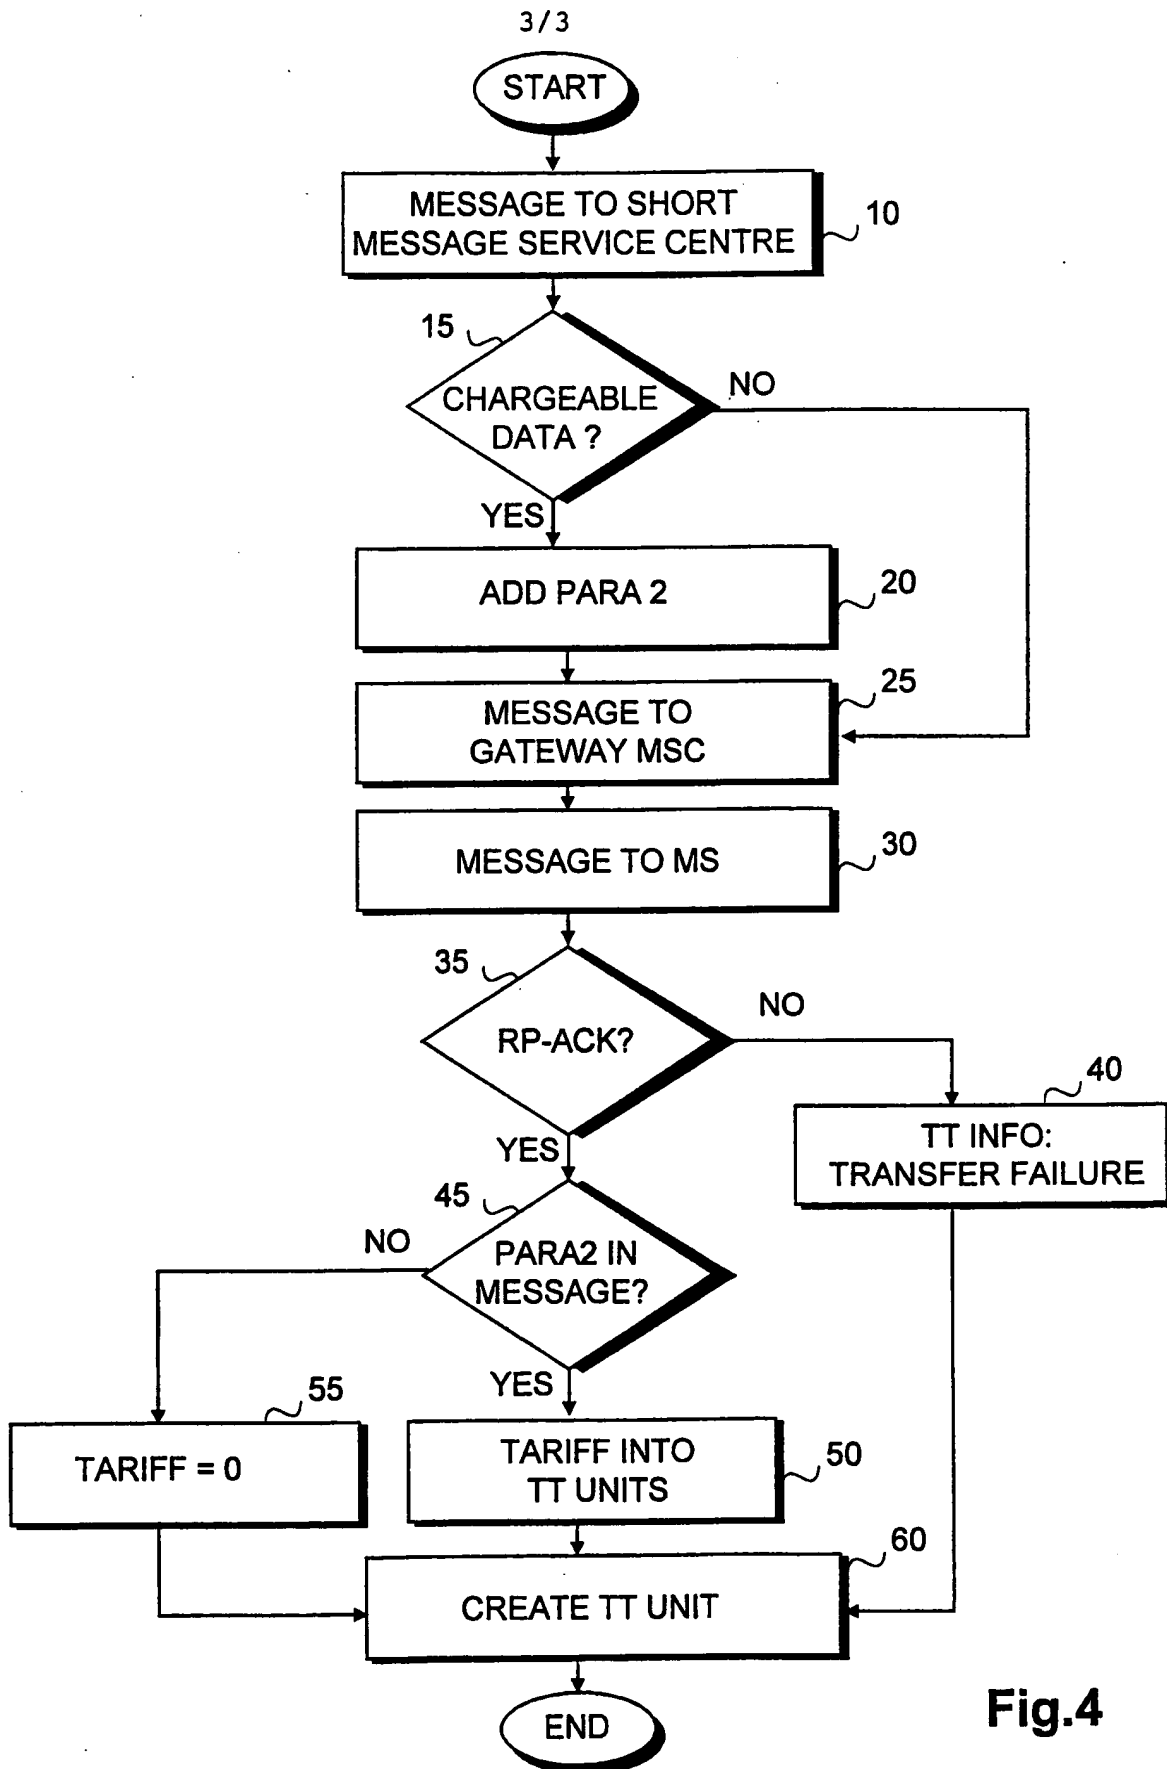 3/3
START
MESSAGE TO SHORT
MESSAGE SERVICE CENTRE
10
15
CHARGEABLE
DATA ?
NO
YES
ADD PARA 2
20
MESSAGE TO
GATEWAY MSC
25
MESSAGE TO MS
30
35
RP-ACK?
NO
YES
40
TT INFO:
TRANSFER FAILURE
45
PARA2 IN
MESSAGE?
NO
YES
55
TARIFF = 0
TARIFF INTO
TT UNITS
50
60
CREATE TT UNIT
END
Fig.4